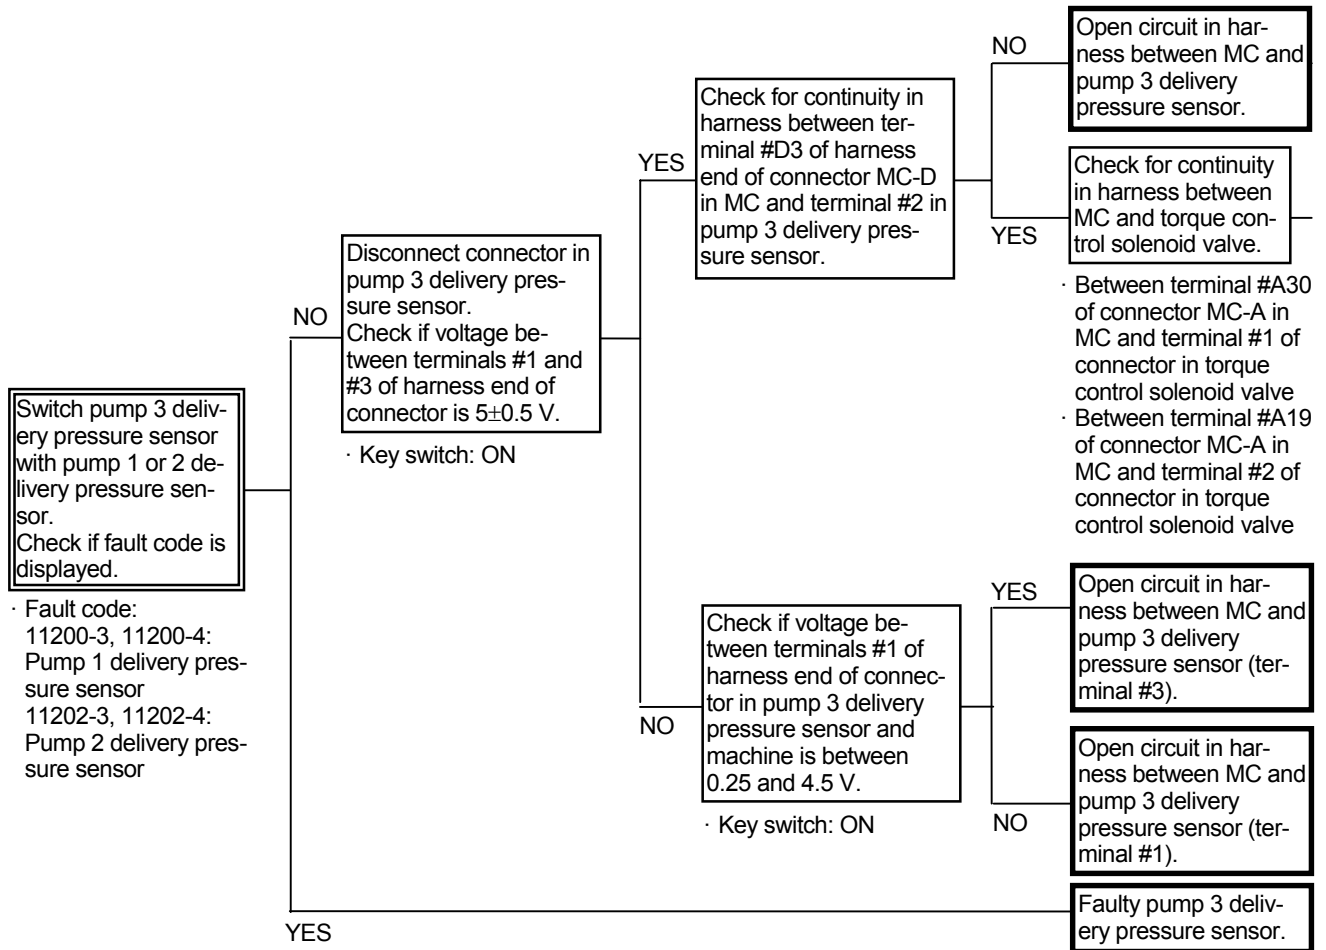 Switch pump 3 deliv-
ery pressure sensor
with pump 1 or 2 de-
livery pressure sen-
sor.
Check if fault code is
displayed.
· Fault code:
11200-3, 11200-4:
Pump 1 delivery pres-
sure sensor
11202-3, 11202-4:
Pump 2 delivery pres-
sure sensor
NO
Disconnect connector in
pump 3 delivery pres-
sure sensor.
Check if voltage be-
tween terminals #1 and
#3 of harness end of
connector is 5±0.5 V.
· Key switch: ON
YES
Check for continuity in
harness between ter-
minal #D3 of harness
end of connector MC-D
in MC and terminal #2 in
pump 3 delivery pres-
sure sensor.
NO
Open circuit in har-
ness between MC and
pump 3 delivery
pressure sensor.
YES
Check for continuity
in harness between
MC and torque con-
trol solenoid valve.
· Between terminal #A30
of connector MC-A in
MC and terminal #1 of
connector in torque
control solenoid valve
· Between terminal #A19
of connector MC-A in
MC and terminal #2 of
connector in torque
control solenoid valve
NO
Check if voltage be-
tween terminals #1 of
harness end of connec-
tor in pump 3 delivery
pressure sensor and
machine is between
0.25 and 4.5 V.
· Key switch: ON
YES
Open circuit in har-
ness between MC and
pump 3 delivery
pressure sensor (ter-
minal #3).
NO
Open circuit in har-
ness between MC and
pump 3 delivery
pressure sensor (ter-
minal #1).
YES
Faulty pump 3 deliv-
ery pressure sensor.